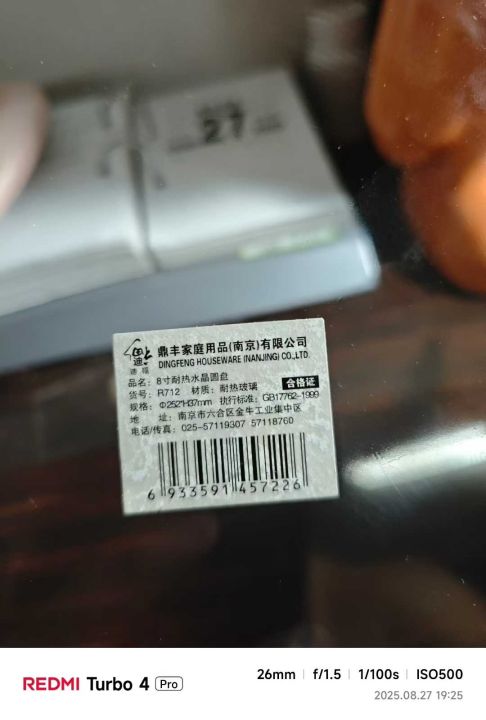 27
鼎丰家庭用品(南京)有限公司
DINGFENG HOUSEWARE (NANJING) CO.,LTD.
迪福
品名: 8寸耐热水晶圆盘
货号: R712 材质: 耐热玻璃 合格证
规格: Φ252*H37mm 执行标准: GB17762-1999
地 址: 南京市六合区金牛工业集中区
电话/传真: 025-57119307 57118760
6 933591 457226
REDMI Turbo 4 Pro
26mm f/1.5 1/100s ISO500
2025.08.27 19:25